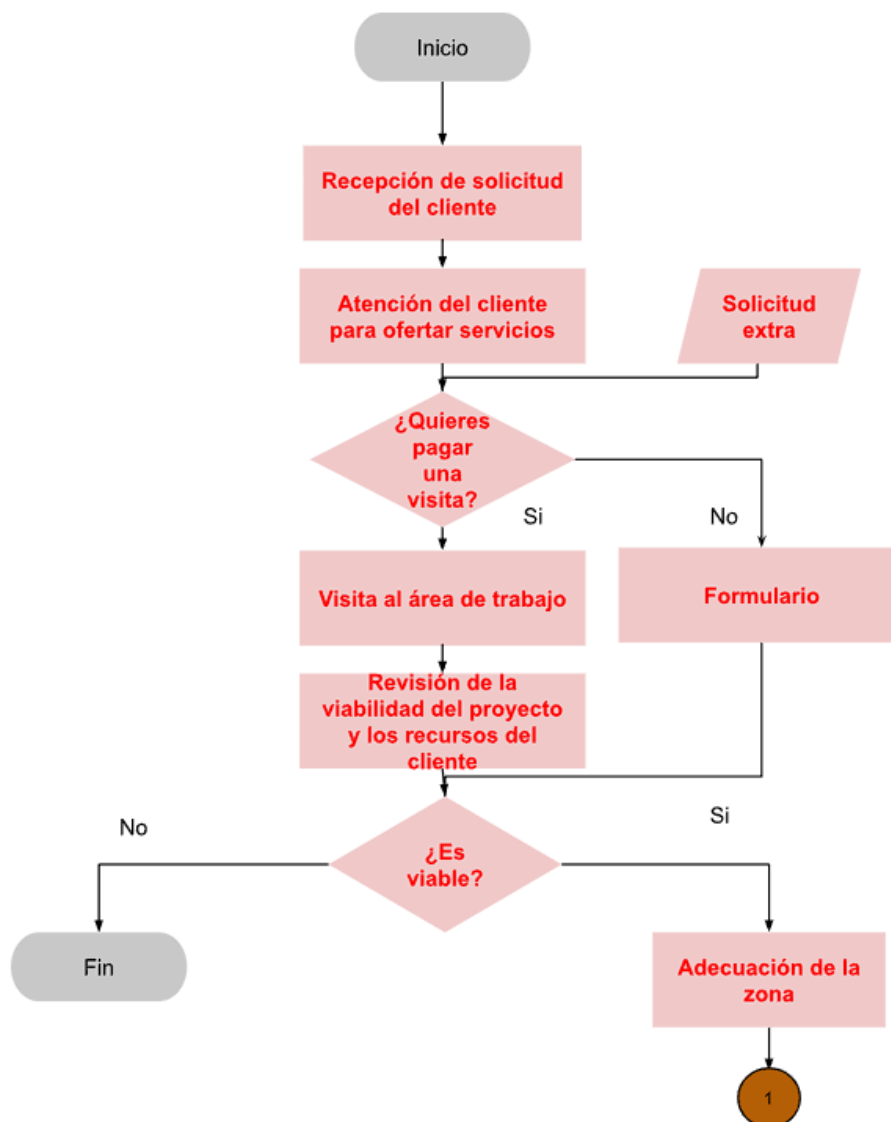 Inicio
Recepción de solicitud
del cliente
Atención del cliente
para ofertar servicios
Solicitud
extra
¿Quieres
pagar
una
visita?
Si
No
Visita al área de trabajo
Formulario
Revisión de la
viabilidad del proyecto
y los recursos del
cliente
No
Si
¿Es
viable?
Fin
Adecuación de la
zona
1